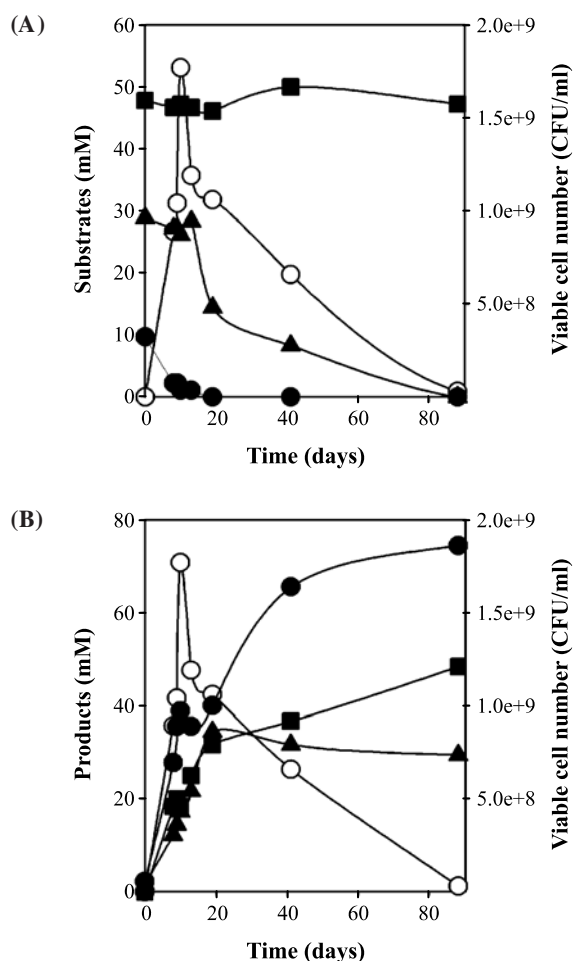 (A)
60
50
40
30
20
10
0
Substrates (mM)
2.0e+9
1.5e+9
1.0e+9
5.0e+8
Viable cell number (CFU/ml)
0 20 40 60 80
Time (days)
(B)
80
60
40
20
0
Products (mM)
2.0e+9
1.5e+9
1.0e+9
5.0e+8
Viable cell number (CFU/ml)
0 20 40 60 80
Time (days)